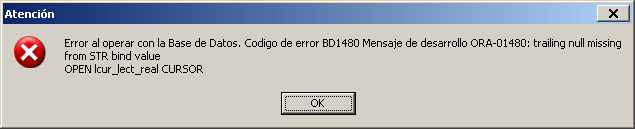 Atención
Error al operar con la Base de Datos. Codigo de error BD1480 Mensaje de desarrollo ORA-01480: trailing null missing
from STR bind value
OPEN lcur_lect_real CURSOR
OK